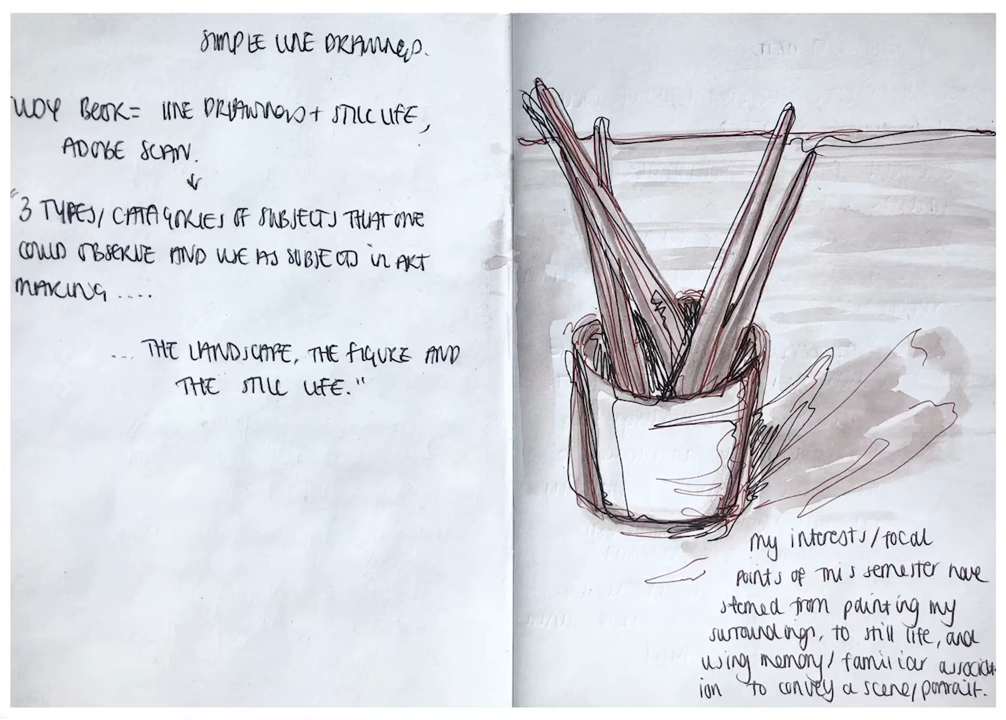 SIMPLE LINE DRAWINGS.
BOOK = LINE DRAWINGS + STILL LIFE,
ADOBE SCAN.
"3 TYPES/ CATAGORIES OF SUBJECTS THAT ONE
COULD OBSERVE AND USE AS SUBJECTS in ART
MAKING ....
... THE LANDSCAPE, THE FIGURE AND
THE STILL LIFE."
my interests/focal
points of this semester have
stemed from painting my
surroundings, to still life, and
using memory/ familiar associat
ion to convey a scene/portrait.